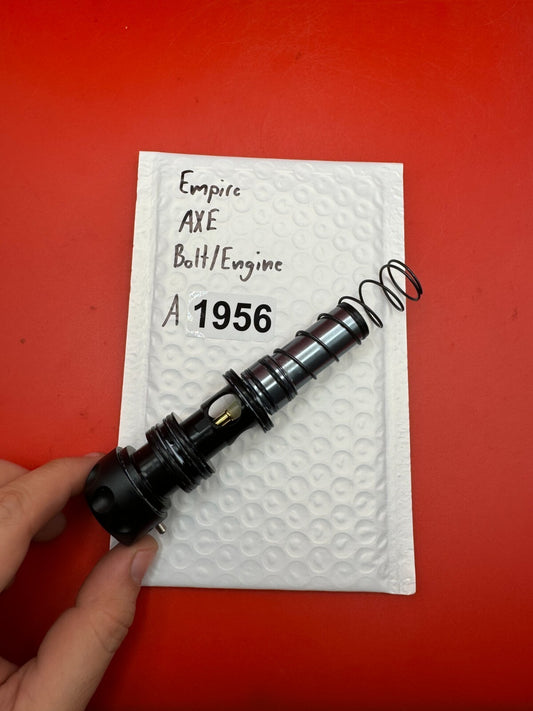 Empire
AXE
Bolt/Engine
A 1956